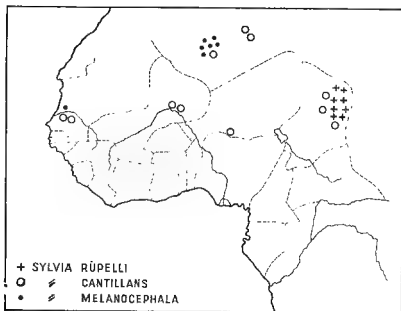 + SYLVIA RÜPELLI
○ 〃 CANTILLANS
• 〃 MELANOCEPHALA